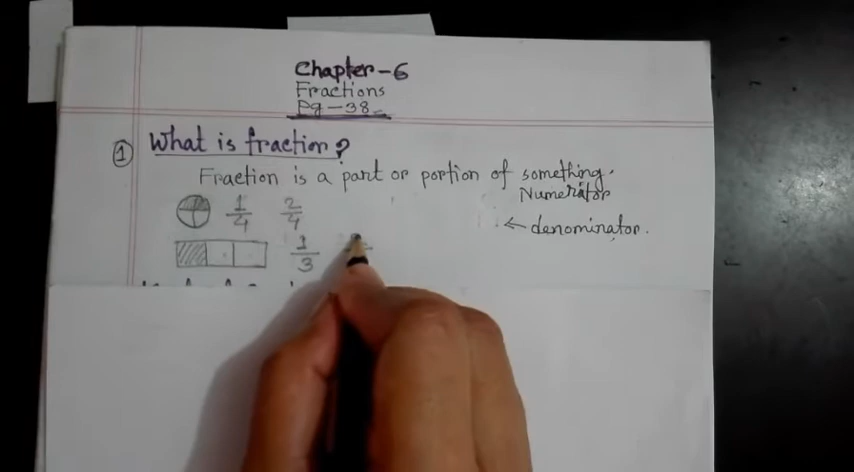 Chapter-6
Fractions
Pg-38
① What is fraction?
Fraction is a part or portion of something.
Numerator
1/4 2/4
← denominator.
1/3